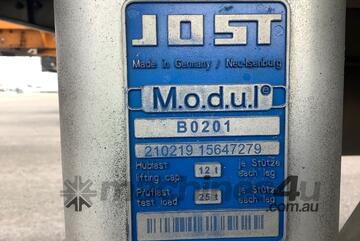 JOST
Made in Germany / Neu-Isenburg
M.o.d.u.l®
B0201
210219 15647279
Hublast 12 t je Stütze
lifting cap. each leg
Prüflast 25 t je Stütze
test load each leg
machines4u
.com.au